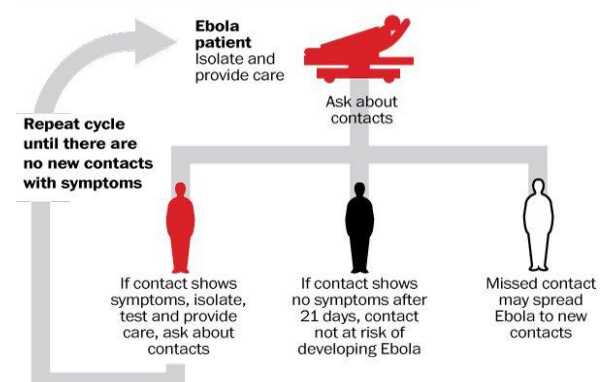 Ebola
patient
Isolate and
provide care
Ask about
contacts
Repeat cycle
until there are
no new contacts
with symptoms
If contact shows
symptoms, isolate,
test and provide
care, ask about
contacts
If contact shows
no symptoms after
21 days, contact
not at risk of
developing Ebola
Missed contact
may spread
Ebola to new
contacts